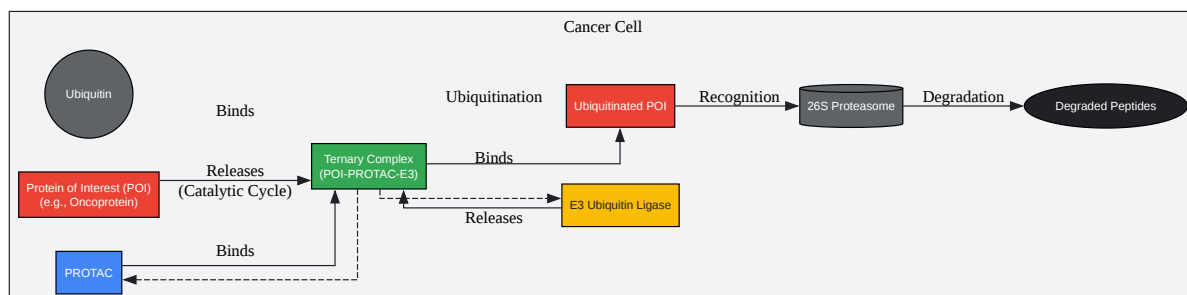 Cancer Cell
Ubiquitin
Binds
Ubiquitination
Ubiquitinated POI
Recognition
26S Proteasome
Degradation
Degraded Peptides
Protein of Interest (POI)
(e.g., Oncoprotein)
Releases
(Catalytic Cycle)
Ternary Complex
(POI-PROTAC-E3)
Binds
E3 Ubiquitin Ligase
Releases
PROTAC
Binds